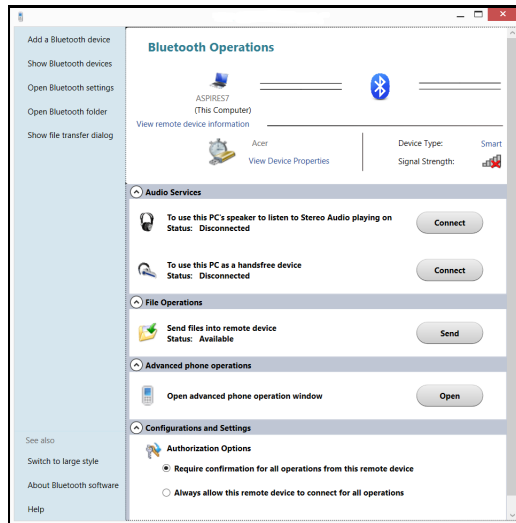 Add a Bluetooth device
Show Bluetooth devices
Open Bluetooth settings
Open Bluetooth folder
Show file transfer dialog
See also
Switch to large style
About Bluetooth software
Help
Bluetooth Operations
ASPIRES7
(This Computer)
View remote device information
Acer
View Device Properties
Device Type: Smart
Signal Strength:
Audio Services
To use this PC's speaker to listen to Stereo Audio playing on
Status: Disconnected
Connect
To use this PC as a handsfree device
Status: Disconnected
Connect
File Operations
Send files into remote device
Status: Available
Send
Advanced phone operations
Open advanced phone operation window
Open
Configurations and Settings
Authorization Options
Require confirmation for all operations from this remote device
Always allow this remote device to connect for all operations